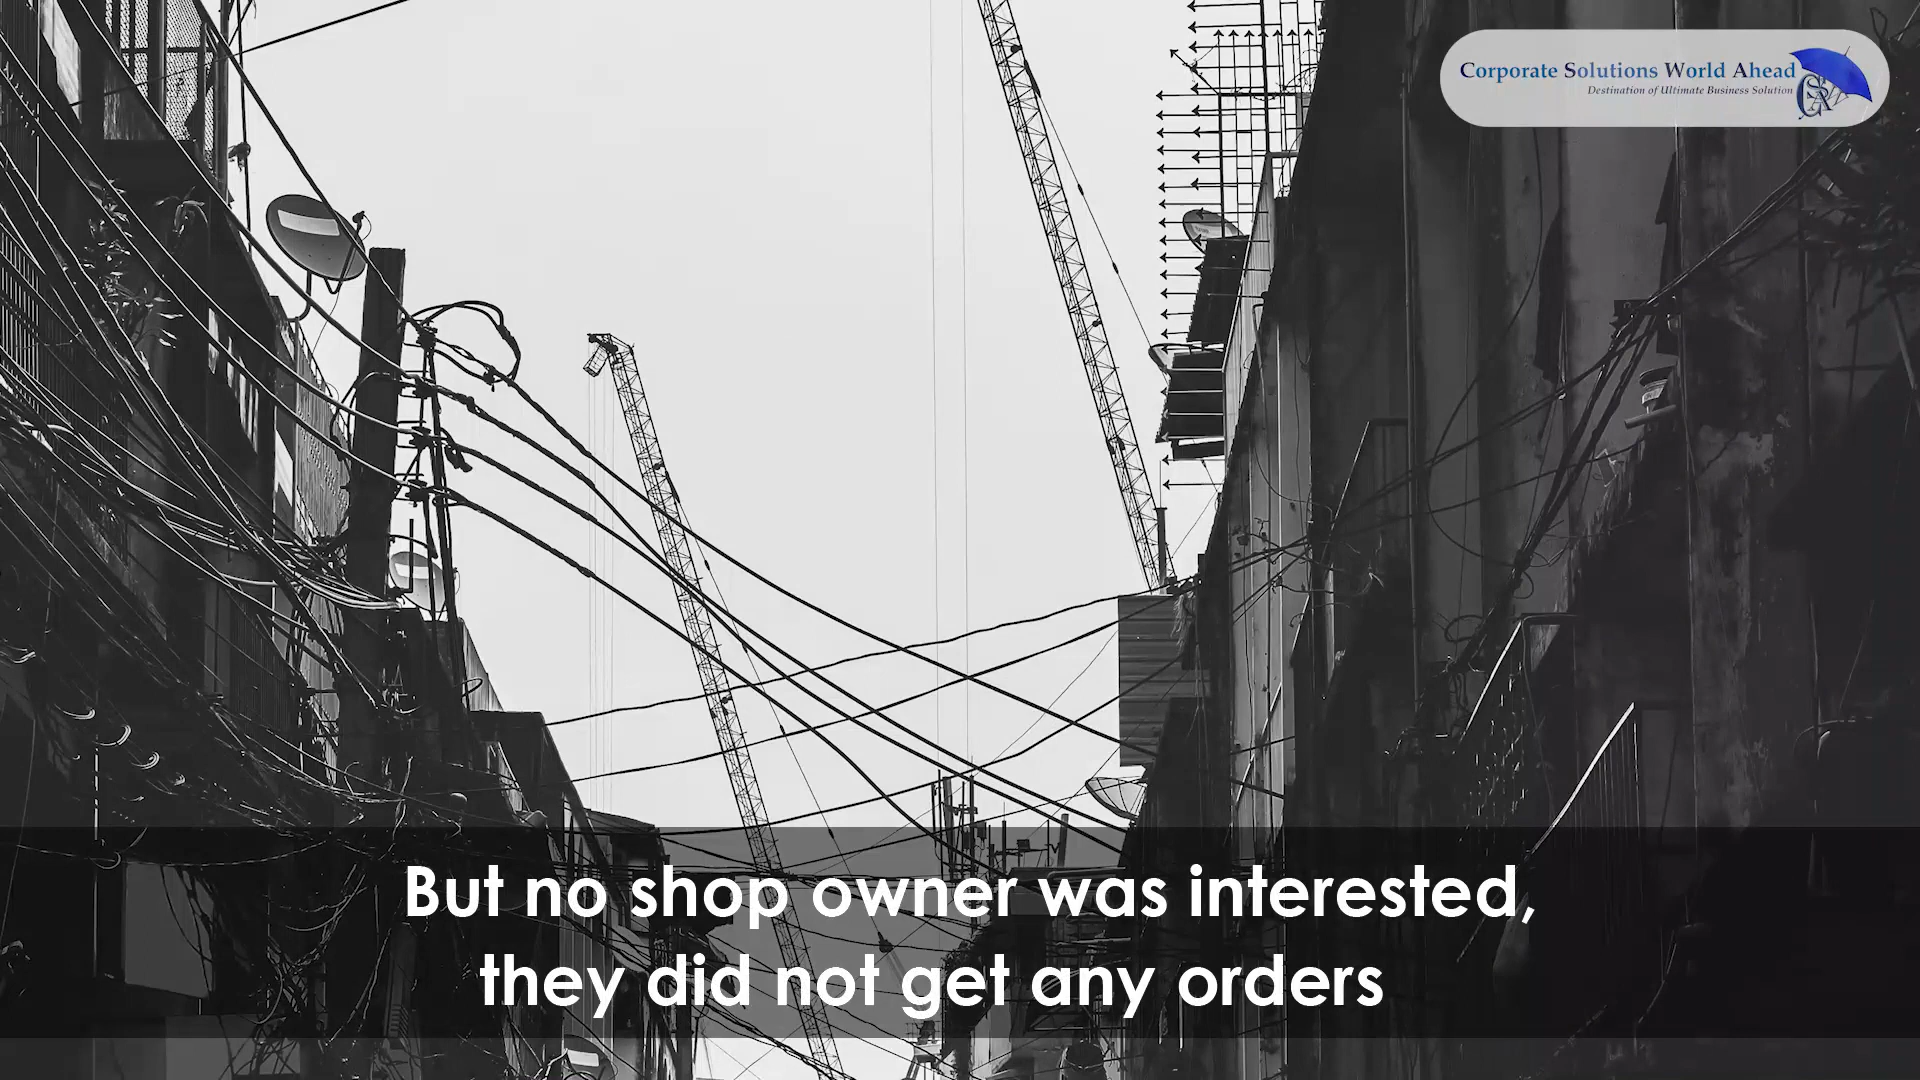 Corporate Solutions World Ahead
Destination of Ultimate Business Solution
But no shop owner was interested,
they did not get any orders